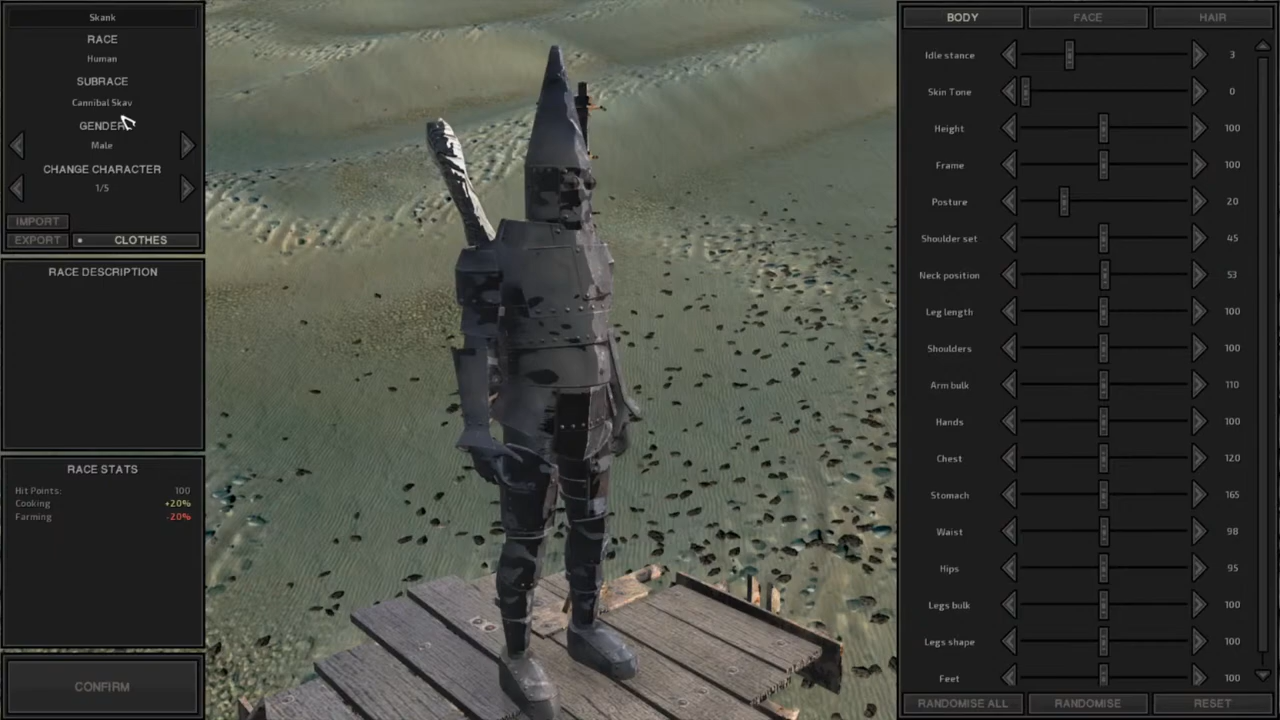 Skank
RACE
Human
SUBRACE
Cannibal Skav
GENDER
Male
CHANGE CHARACTER
1/5
IMPORT
EXPORT
CLOTHES
RACE DESCRIPTION
RACE STATS
Hit Points: 100
Cooking +20%
Farming -20%
CONFIRM
BODY FACE HAIR
Idle stance 3
Skin Tone 0
Height 100
Frame 100
Posture 20
Shoulder set 45
Neck position 53
Leg length 100
Shoulders 100
Arm bulk 110
Hands 100
Chest 120
Stomach 165
Waist 98
Hips 95
Legs bulk 100
Legs shape 100
Feet 100
RANDOMISE ALL RANDOMISE RESET